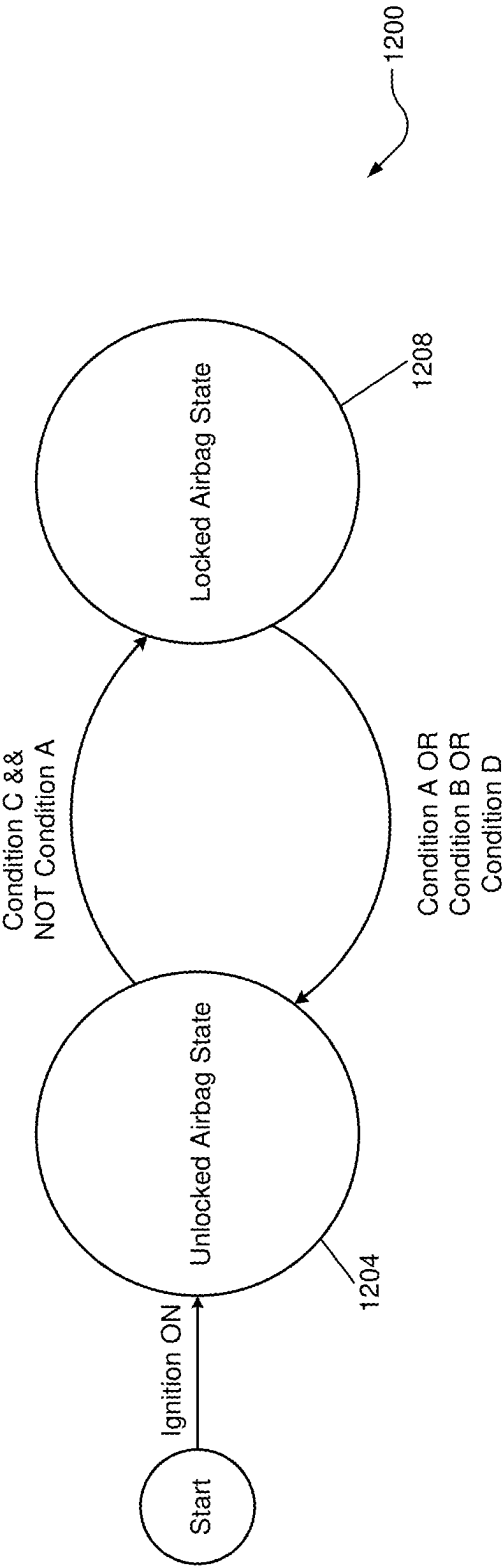 1200
Start
Ignition ON
Unlocked Airbag State
1204
Condition C &&
NOT Condition A
Locked Airbag State
1208
Condition A OR
Condition B OR
Condition D